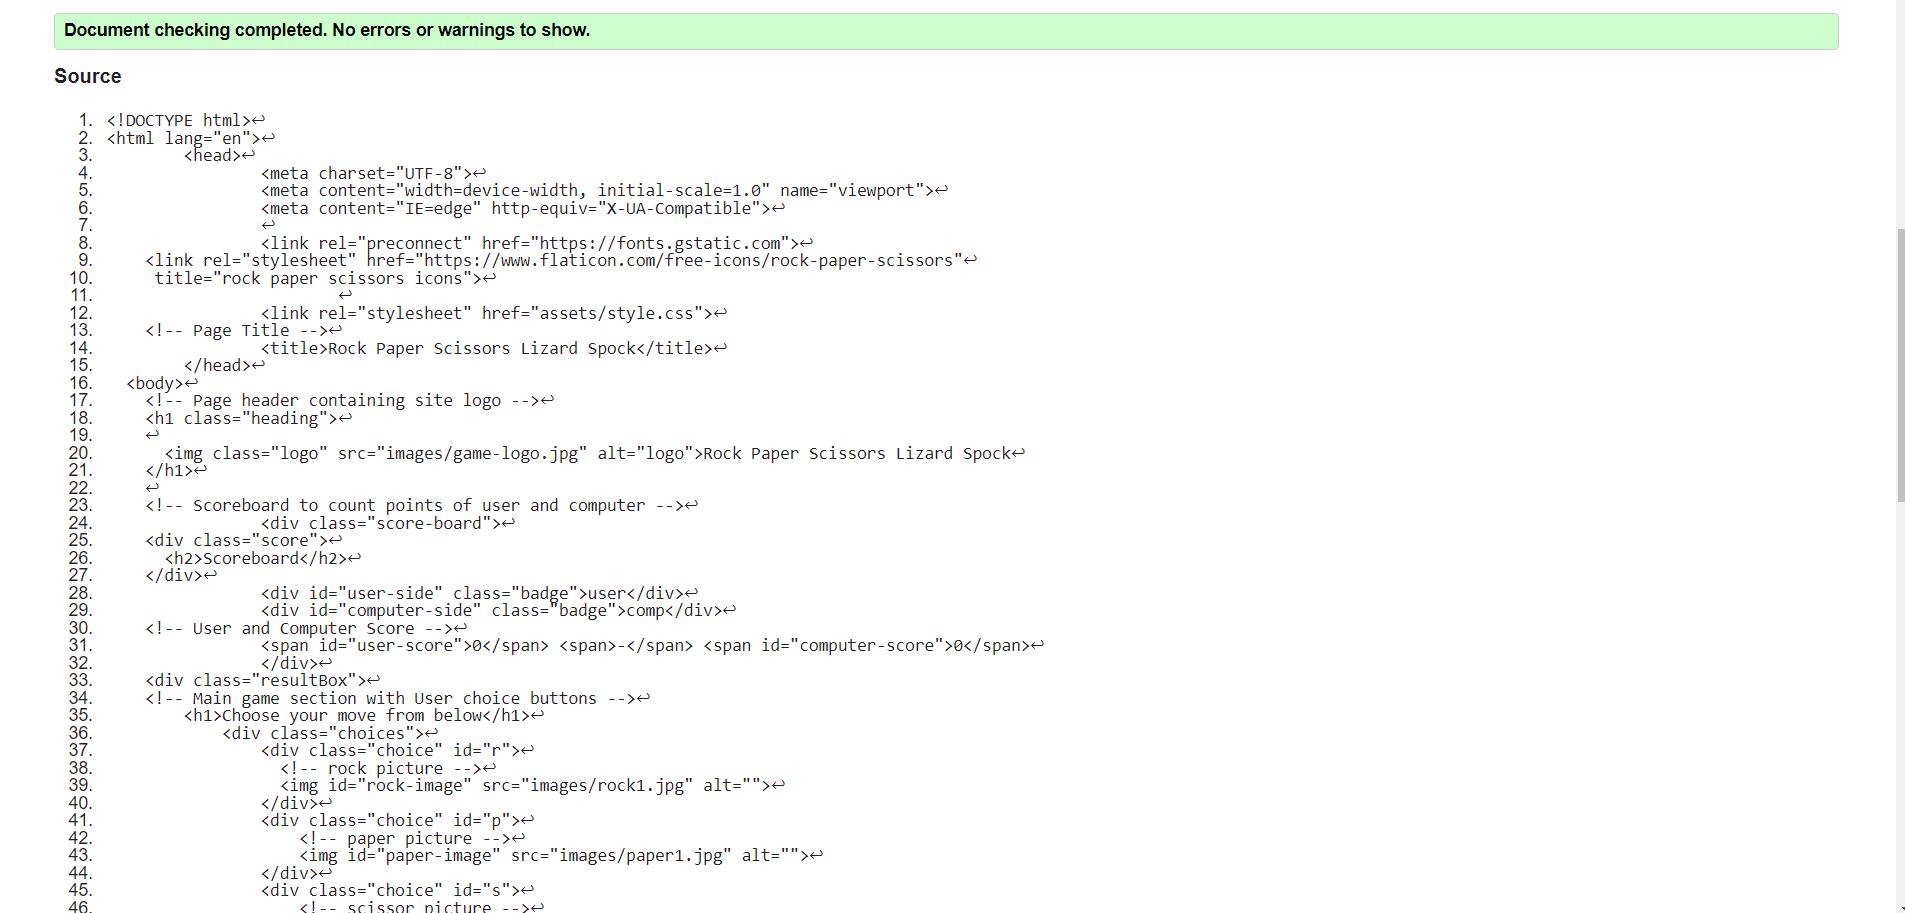 Document checking completed. No errors or warnings to show.
Source
1. <!DOCTYPE html>↩
2. <html lang="en">↩
3. <head>↩
4. <meta charset="UTF-8">↩
5. <meta content="width=device-width, initial-scale=1.0" name="viewport">↩
6. <meta content="IE=edge" http-equiv="X-UA-Compatible">↩
7. ↩
8. <link rel="preconnect" href="https://fonts.gstatic.com">↩
9. <link rel="stylesheet" href="https://www.flaticon.com/free-icons/rock-paper-scissors"↩
10. title="rock paper scissors icons">↩
11. ↩
12. <link rel="stylesheet" href="assets/style.css">↩
13. <!-- Page Title -->↩
14. <title>Rock Paper Scissors Lizard Spock</title>↩
15. </head>↩
16. <body>↩
17. <!-- Page header containing site logo -->↩
18. <h1 class="heading">↩
19. ↩
20. <img class="logo" src="images/game-logo.jpg" alt="logo">Rock Paper Scissors Lizard Spock↩
21. </h1>↩
22. ↩
23. <!-- Scoreboard to count points of user and computer -->↩
24. <div class="score-board">↩
25. <div class="score">↩
26. <h2>Scoreboard</h2>↩
27. </div>↩
28. <div id="user-side" class="badge">user</div>↩
29. <div id="computer-side" class="badge">comp</div>↩
30. <!-- User and Computer Score -->↩
31. <span id="user-score">0</span> <span>-</span> <span id="computer-score">0</span>↩
32. </div>↩
33. <div class="resultBox">↩
34. <!-- Main game section with User choice buttons -->↩
35. <h1>Choose your move from below</h1>↩
36. <div class="choices">↩
37. <div class="choice" id="r">↩
38. <!-- rock picture -->↩
39. <img id="rock-image" src="images/rock1.jpg" alt="">↩
40. </div>↩
41. <div class="choice" id="p">↩
42. <!-- paper picture -->↩
43. <img id="paper-image" src="images/paper1.jpg" alt="">↩
44. </div>↩
45. <div class="choice" id="s">↩
46. <!-- scissor picture -->↩